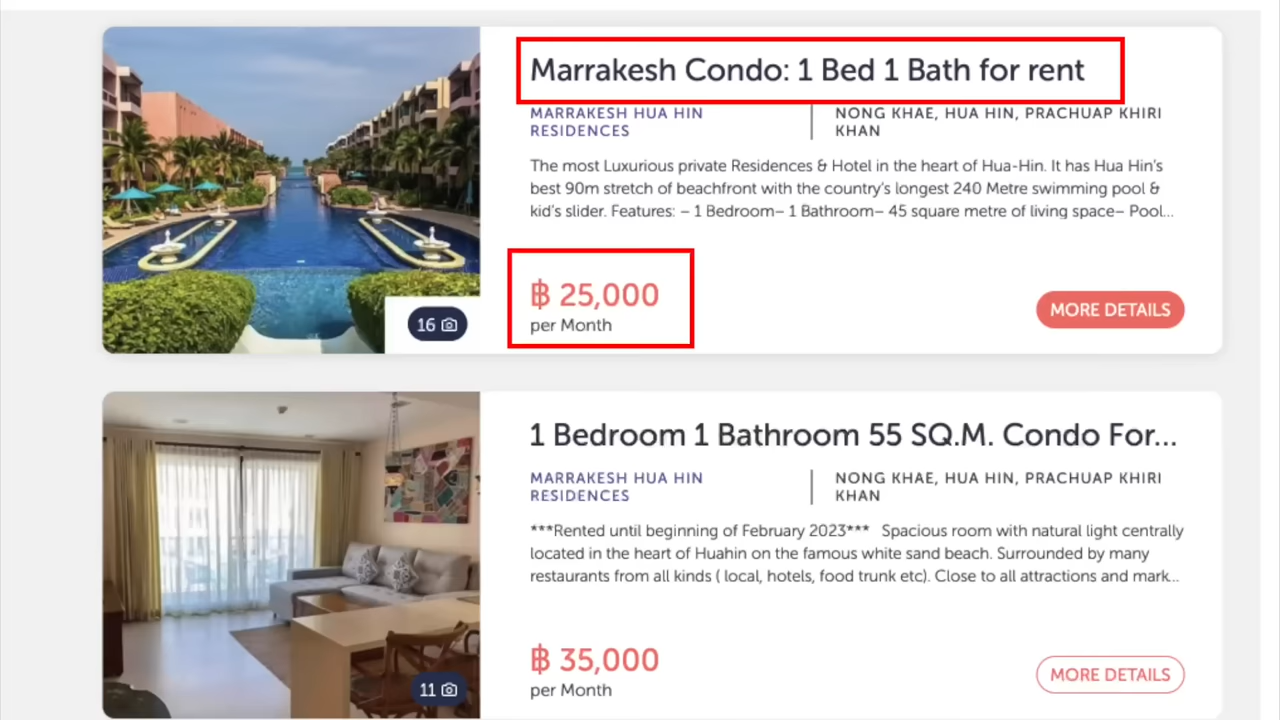 Marrakesh Condo: 1 Bed 1 Bath for rent
MARRAKESH HUA HIN
RESIDENCES
NONG KHAE, HUA HIN, PRACHUAP KHIRI
KHAN
The most Luxurious private Residences & Hotel in the heart of Hua-Hin. It has Hua Hin's
best 90m stretch of beachfront with the country's longest 240 Metre swimming pool &
kid's slider. Features: – 1 Bedroom– 1 Bathroom– 45 square metre of living space– Pool...
฿ 25,000
per Month
16
MORE DETAILS
1 Bedroom 1 Bathroom 55 SQ.M. Condo For...
MARRAKESH HUA HIN
RESIDENCES
NONG KHAE, HUA HIN, PRACHUAP KHIRI
KHAN
***Rented until beginning of February 2023*** Spacious room with natural light centrally
located in the heart of Huahin on the famous white sand beach. Surrounded by many
restaurants from all kinds ( local, hotels, food trunk etc). Close to all attractions and mark...
฿ 35,000
per Month
11
MORE DETAILS